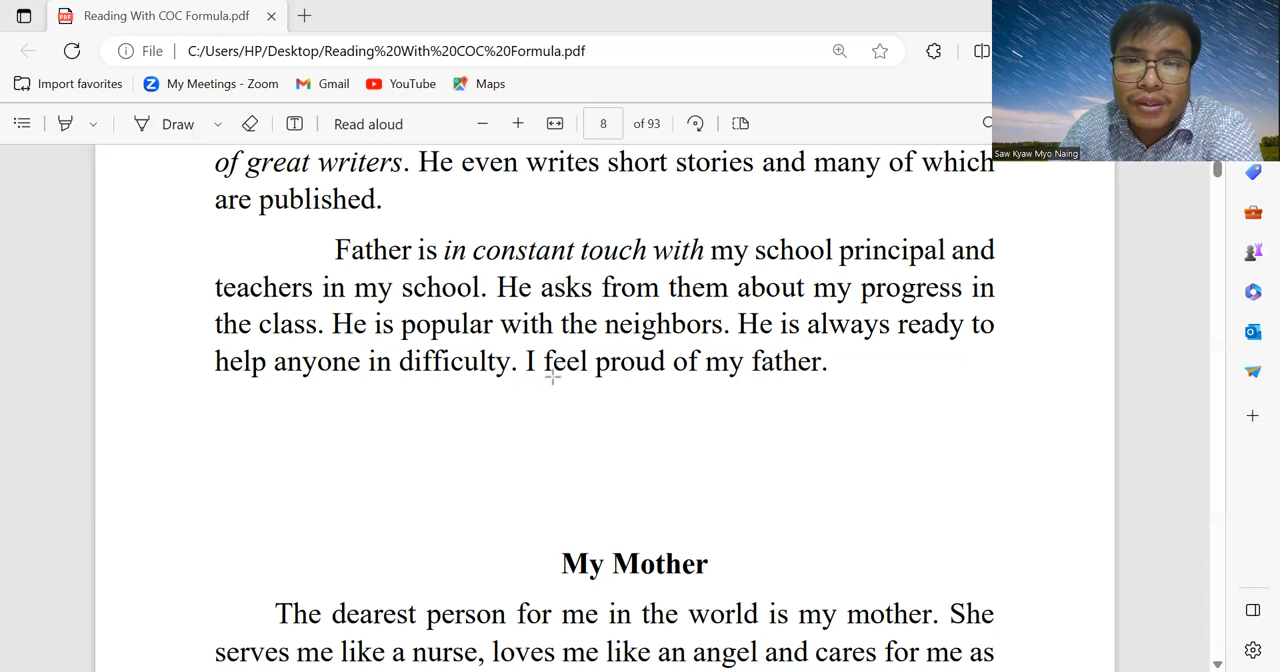 Reading With COC Formula.pdf
File C:/Users/HP/Desktop/Reading%20With%20COC%20Formula.pdf
Import favorites My Meetings - Zoom Gmail YouTube Maps
Draw Read aloud 8 of 93
Saw Kyaw Myo Naing
of great writers. He even writes short stories and many of which
are published.
Father is in constant touch with my school principal and
teachers in my school. He asks from them about my progress in
the class. He is popular with the neighbors. He is always ready to
help anyone in difficulty. I feel proud of my father.
My Mother
The dearest person for me in the world is my mother. She
serves me like a nurse, loves me like an angel and cares for me as